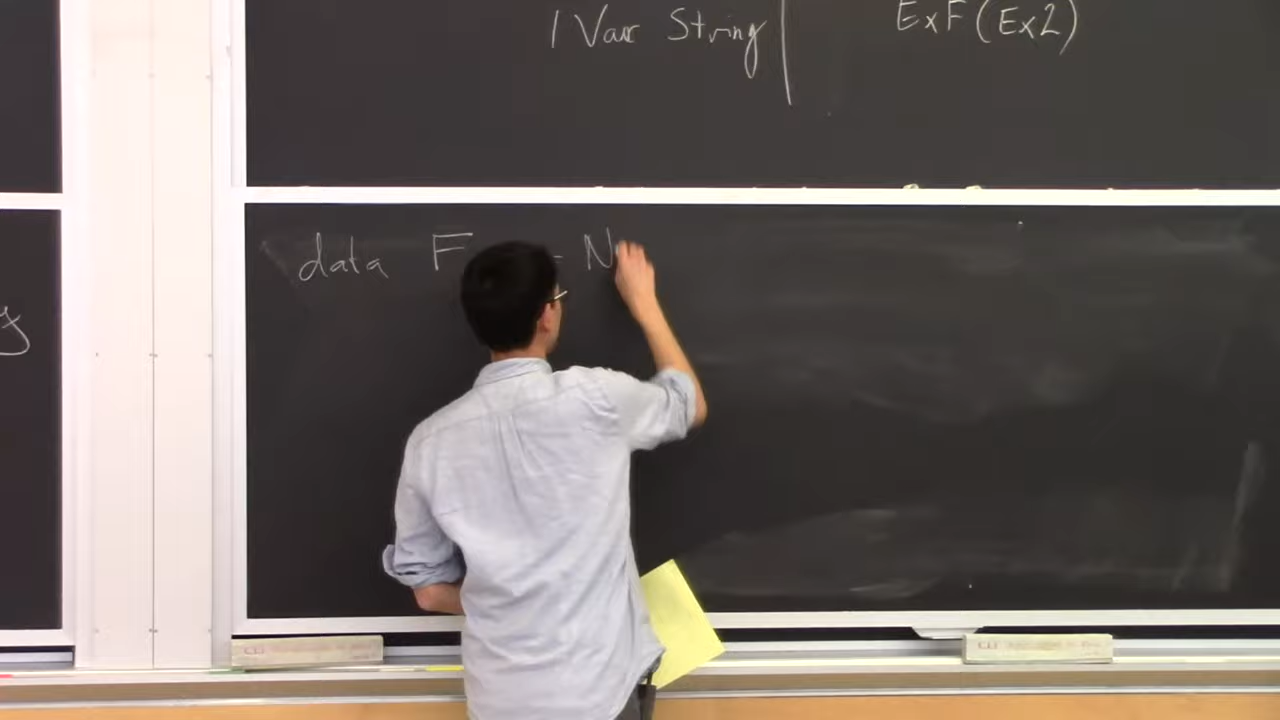 | Var String
ExF(Ex2)
data F = N
y